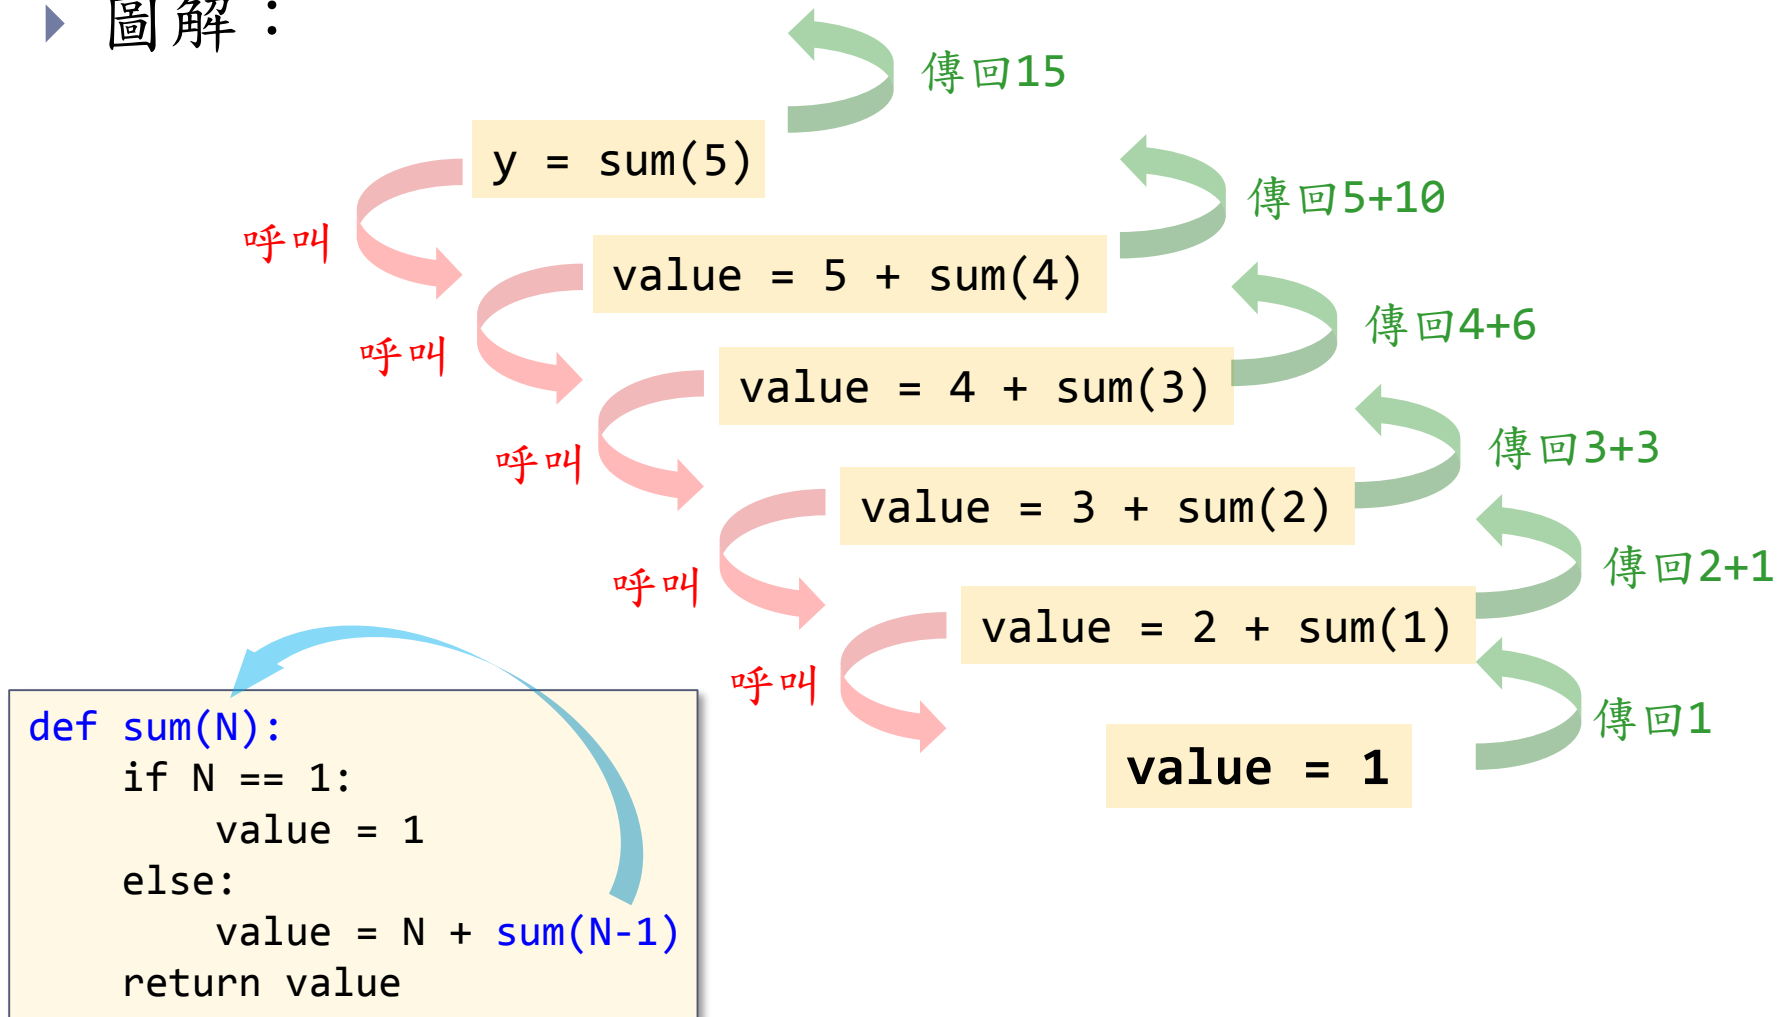 圖解：
傳回15
y = sum(5)
傳回5+10
呼叫
value = 5 + sum(4)
傳回4+6
呼叫
value = 4 + sum(3)
傳回3+3
呼叫
value = 3 + sum(2)
傳回2+1
呼叫
value = 2 + sum(1)
呼叫
傳回1
value = 1
def sum(N):
    if N == 1:
        value = 1
    else:
        value = N + sum(N-1)
    return value